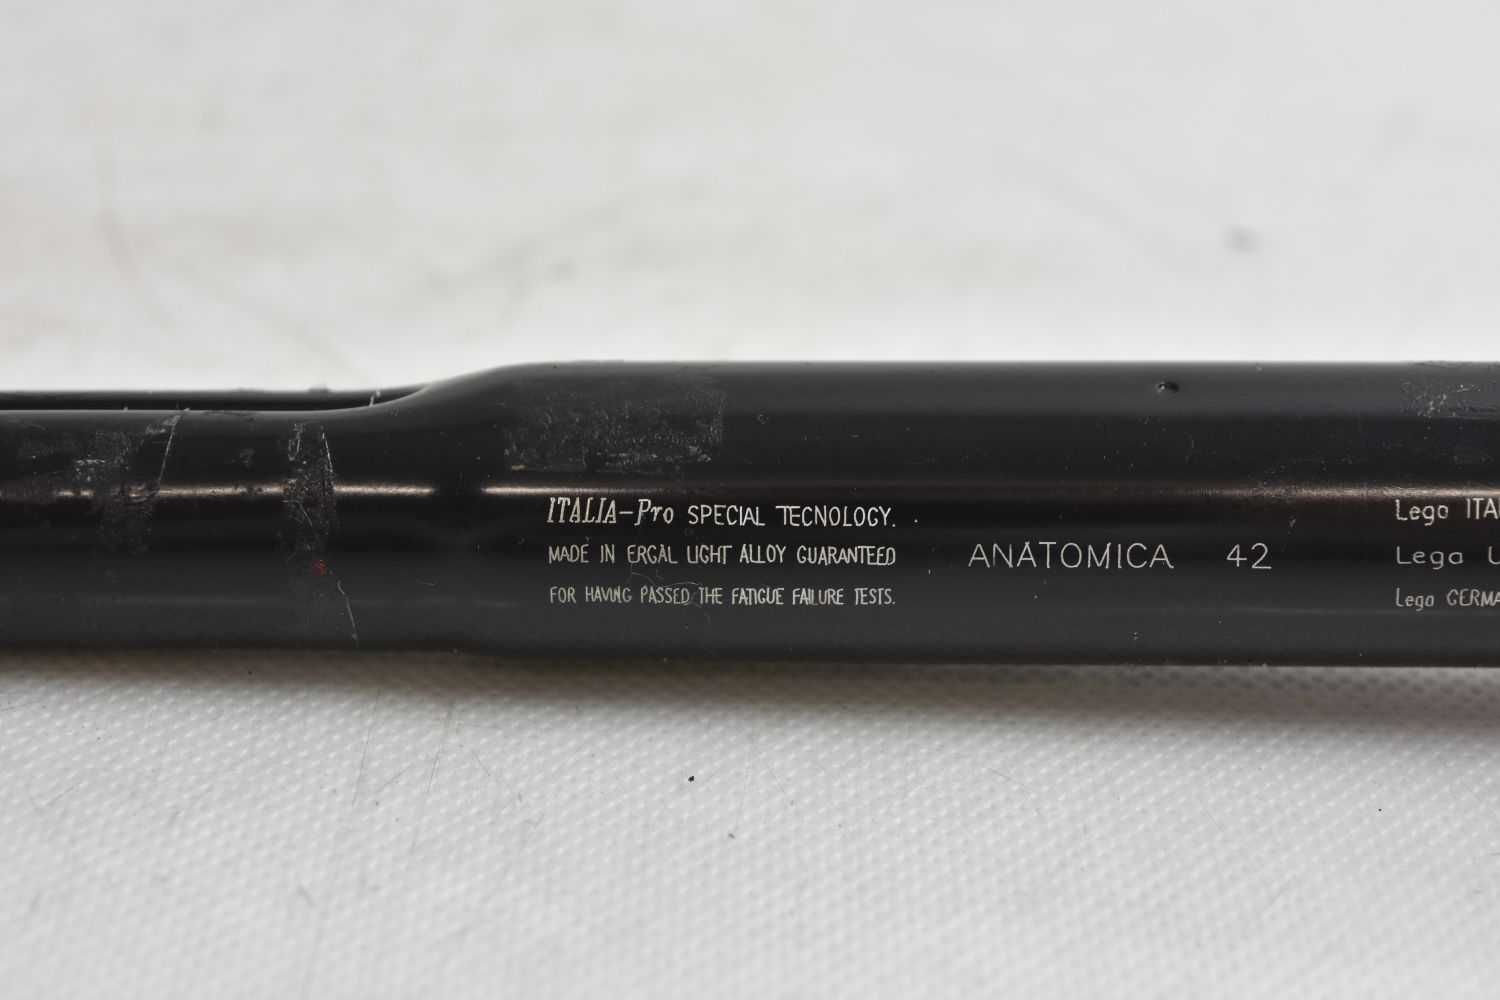 ITALIA-Pro SPECIAL TECNOLOGY.
MADE IN ERGAL LIGHT ALLOY GUARANTEED
FOR HAVING PASSED THE FATIGUE FAILURE TESTS.
ANATOMICA 42
Lega
Lega
Lega